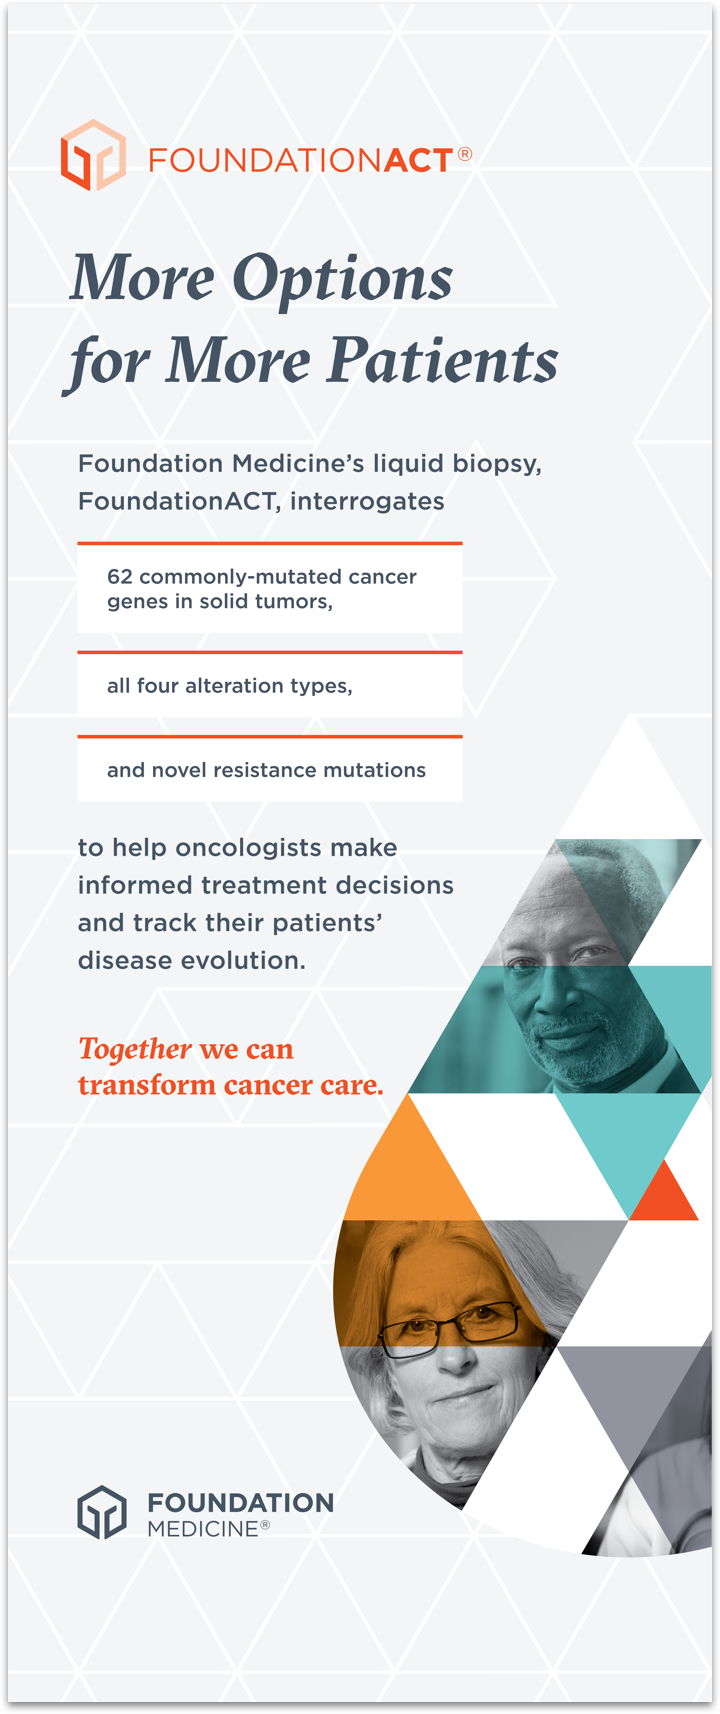 FOUNDATIONACT®
More Options
for More Patients
Foundation Medicine’s liquid biopsy,
FoundationACT, interrogates
62 commonly-mutated cancer
genes in solid tumors,
all four alteration types,
and novel resistance mutations
to help oncologists make
informed treatment decisions
and track their patients’
disease evolution.
Together we can
transform cancer care.
FOUNDATION
MEDICINE®